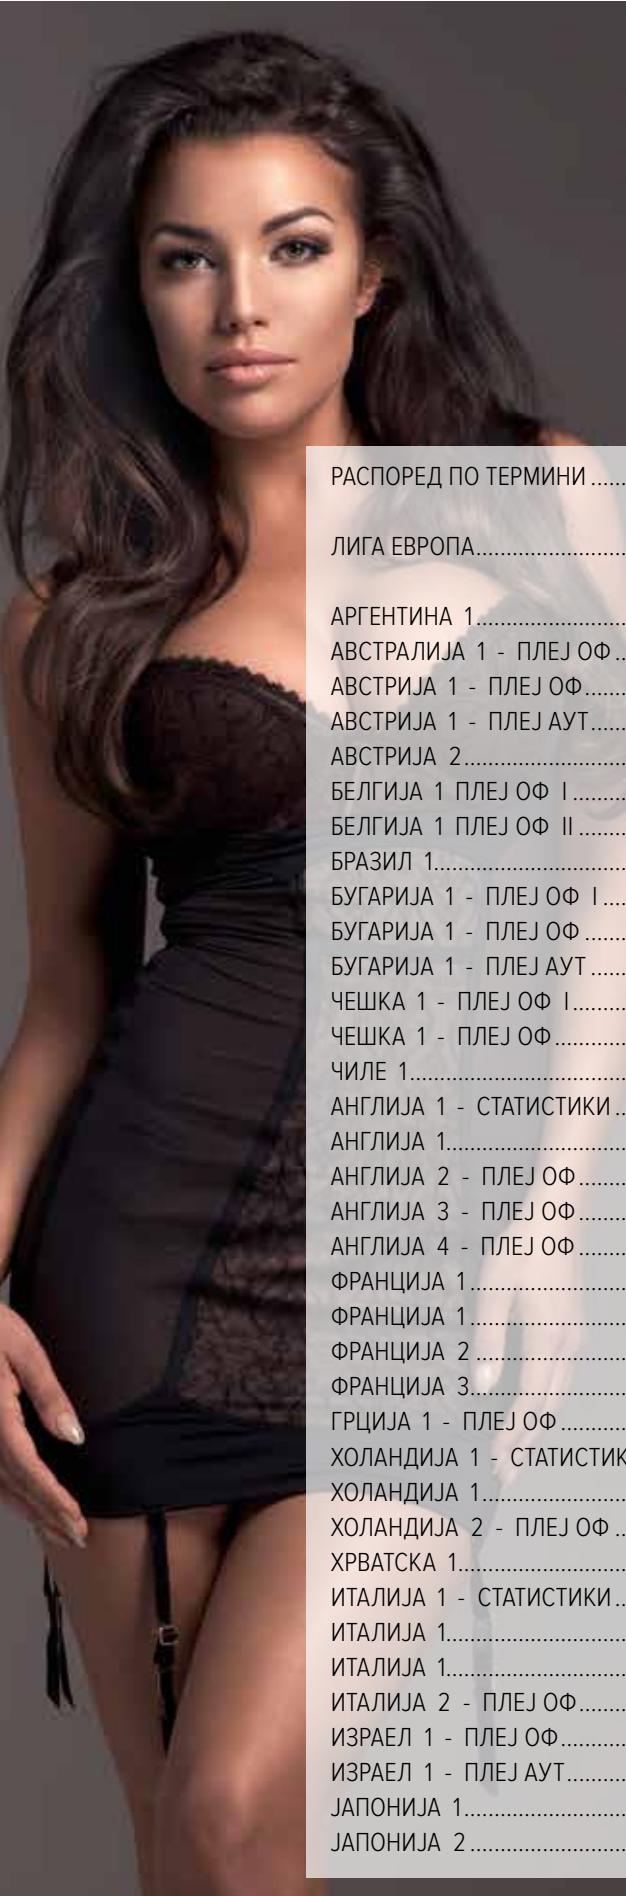 РАСПОРЕД ПО ТЕРМИНИ ......
ЛИГА ЕВРОПА..........................
АРГЕНТИНА 1..........................
АВСТРАЛИЈА 1 - ПЛЕЈ ОФ ..
АВСТРИЈА 1 - ПЛЕЈ ОФ.......
АВСТРИЈА 1 - ПЛЕЈ АУТ......
АВСТРИЈА 2............................
БЕЛГИЈА 1 ПЛЕЈ ОФ I .........
БЕЛГИЈА 1 ПЛЕЈ ОФ II ........
БРАЗИЛ 1................................
БУГАРИЈА 1 - ПЛЕЈ ОФ I ....
БУГАРИЈА 1 - ПЛЕЈ ОФ .......
БУГАРИЈА 1 - ПЛЕЈ АУТ ......
ЧЕШКА 1 - ПЛЕЈ ОФ I.........
ЧЕШКА 1 - ПЛЕЈ ОФ............
ЧИЛЕ 1....................................
АНГЛИЈА 1 - СТАТИСТИКИ ..
АНГЛИЈА 1..............................
АНГЛИЈА 2 - ПЛЕЈ ОФ........
АНГЛИЈА 3 - ПЛЕЈ ОФ........
АНГЛИЈА 4 - ПЛЕЈ ОФ........
ФРАНЦИЈА 1...........................
ФРАНЦИЈА 1...........................
ФРАНЦИЈА 2 ..........................
ФРАНЦИЈА 3...........................
ГРЦИЈА 1 - ПЛЕЈ ОФ ...........
ХОЛАНДИЈА 1 - СТАТИСТИК
ХОЛАНДИЈА 1.........................
ХОЛАНДИЈА 2 - ПЛЕЈ ОФ ..
ХРВАТСКА 1............................
ИТАЛИЈА 1 - СТАТИСТИКИ ..
ИТАЛИЈА 1..............................
ИТАЛИЈА 1..............................
ИТАЛИЈА 2 - ПЛЕЈ ОФ........
ИЗРАЕЛ 1 - ПЛЕЈ ОФ...........
ИЗРАЕЛ 1 - ПЛЕЈ АУТ..........
ЈАПОНИЈА 1............................
ЈАПОНИЈА 2 ...........................